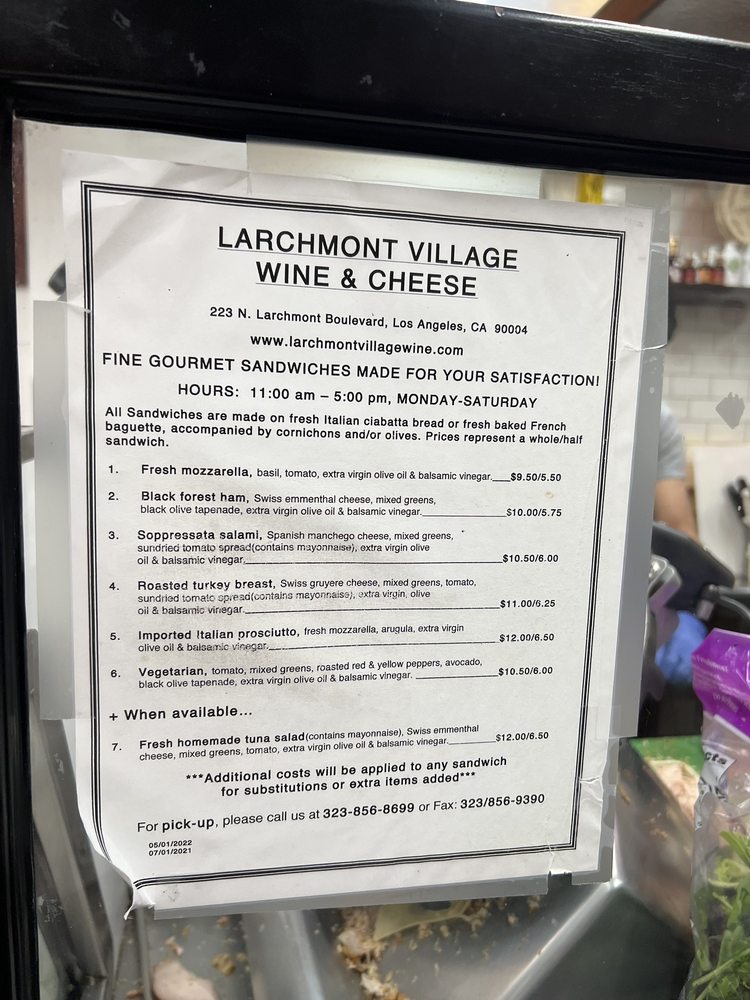 LARCHMONT VILLAGE
WINE & CHEESE
223 N. Larchmont Boulevard, Los Angeles, CA 90004
www.larchmontvillagewine.com
FINE GOURMET SANDWICHES MADE FOR YOUR SATISFACTION!
HOURS: 11:00 am – 5:00 pm, MONDAY-SATURDAY
All Sandwiches are made on fresh Italian ciabatta bread or fresh baked French
baguette, accompanied by cornichons and/or olives. Prices represent a whole/half
sandwich.
1. Fresh mozzarella, basil, tomato, extra virgin olive oil & balsamic vinegar.___$9.50/5.50
2. Black forest ham, Swiss emmenthal cheese, mixed greens,
black olive tapenade, extra virgin olive oil & balsamic vinegar.______________$10.00/5.75
3. Soppressata salami, Spanish manchego cheese, mixed greens,
sundried tomato spread(contains mayonnaise), extra virgin olive
oil & balsamic vinegar.___________________________________________$10.50/6.00
4. Roasted turkey breast, Swiss gruyere cheese, mixed greens, tomato,
sundried tomato spread(contains mayonnaise), extra virgin, olive
oil & balsamic vinegar.___________________________________________$11.00/6.25
5. Imported Italian prosciutto, fresh mozzarella, arugula, extra virgin
olive oil & balsamic vinegar.______________________________________$12.00/6.50
6. Vegetarian, tomato, mixed greens, roasted red & yellow peppers, avocado,
black olive tapenade, extra virgin olive oil & balsamic vinegar. ______________$10.50/6.00
+ When available...
7. Fresh homemade tuna salad(contains mayonnaise), Swiss emmenthal
cheese, mixed greens, tomato, extra virgin olive oil & balsamic vinegar.________$12.00/6.50
***Additional costs will be applied to any sandwich
for substitutions or extra items added***
For pick-up, please call us at 323-856-8699 or Fax: 323/856-9390
05/01/2022
07/01/2021